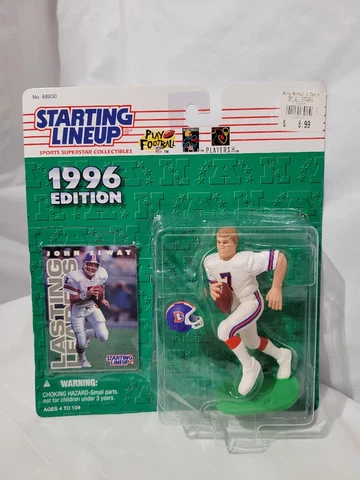 No. 68830
STARTING
LINEUP
SPORTS SUPERSTAR COLLECTIBLES
PLAY
FOOTBALL
PLAYERS
$ 9.99
1996
EDITION
JOHN ELWAY
LASTING
STARTING
LINEUP
7
WARNING:
CHOKING HAZARD-Small parts
not for children under 3 years.
AGES 4 TO 104